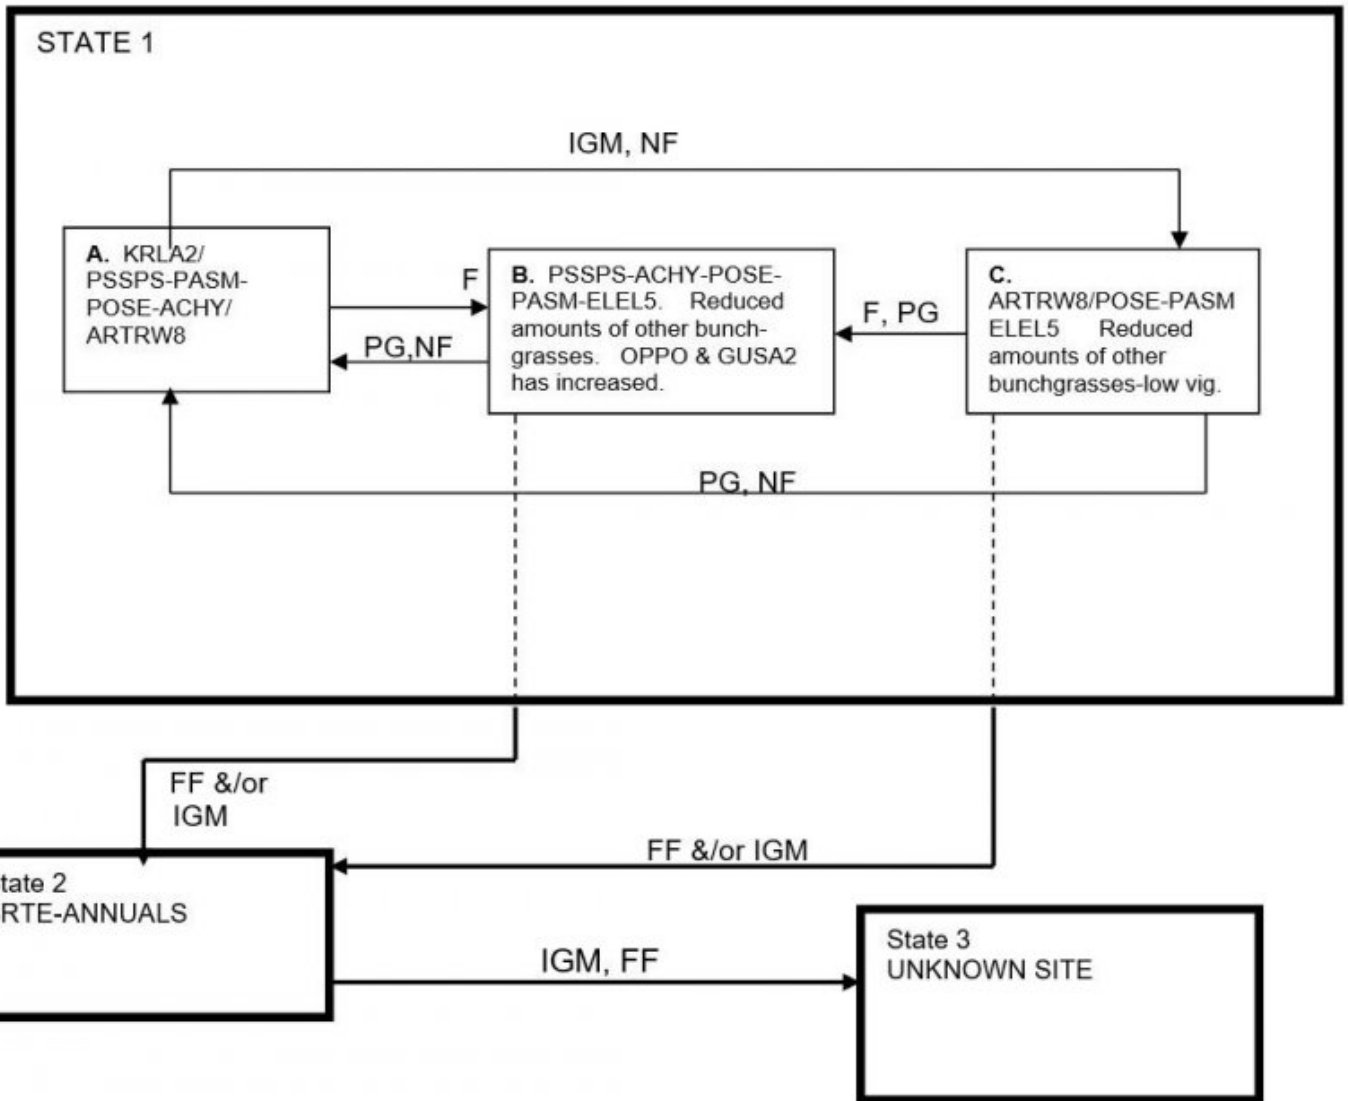 STATE 1
IGM, NF
A. KRLA2/
PSSPS-PASM-
POSE-ACHY/
ARTRW8
F
PG,NF
B. PSSPS-ACHY-POSE-
PASM-ELEL5. Reduced
amounts of other bunch-
grasses. OPPO & GUSA2
has increased.
F, PG
C.
ARTRW8/POSE-PASM
ELEL5 Reduced
amounts of other
bunchgrasses-low vig.
PG, NF
FF &/or
IGM
FF &/or IGM
tate 2
RTE-ANNUALS
IGM, FF
State 3
UNKNOWN SITE